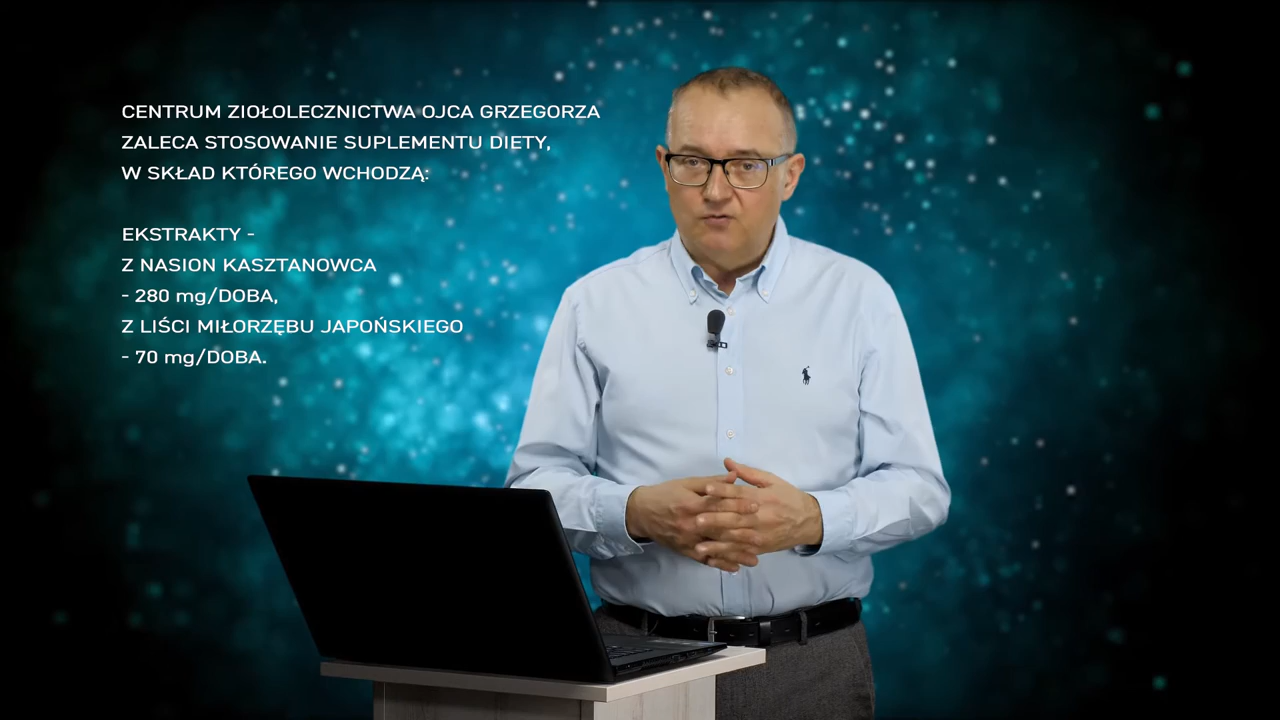 CENTRUM ZIOŁOLECZNICTWA OJCA GRZEGORZA
ZALECA STOSOWANIE SUPLEMENTU DIETY,
W SKŁAD KTÓREGO WCHODZĄ:
EKSTRAKTY -
Z NASION KASZTANOWCA
- 280 mg/DOBA,
Z LIŚCI MIŁORZĘBU JAPOŃSKIEGO
- 70 mg/DOBA.